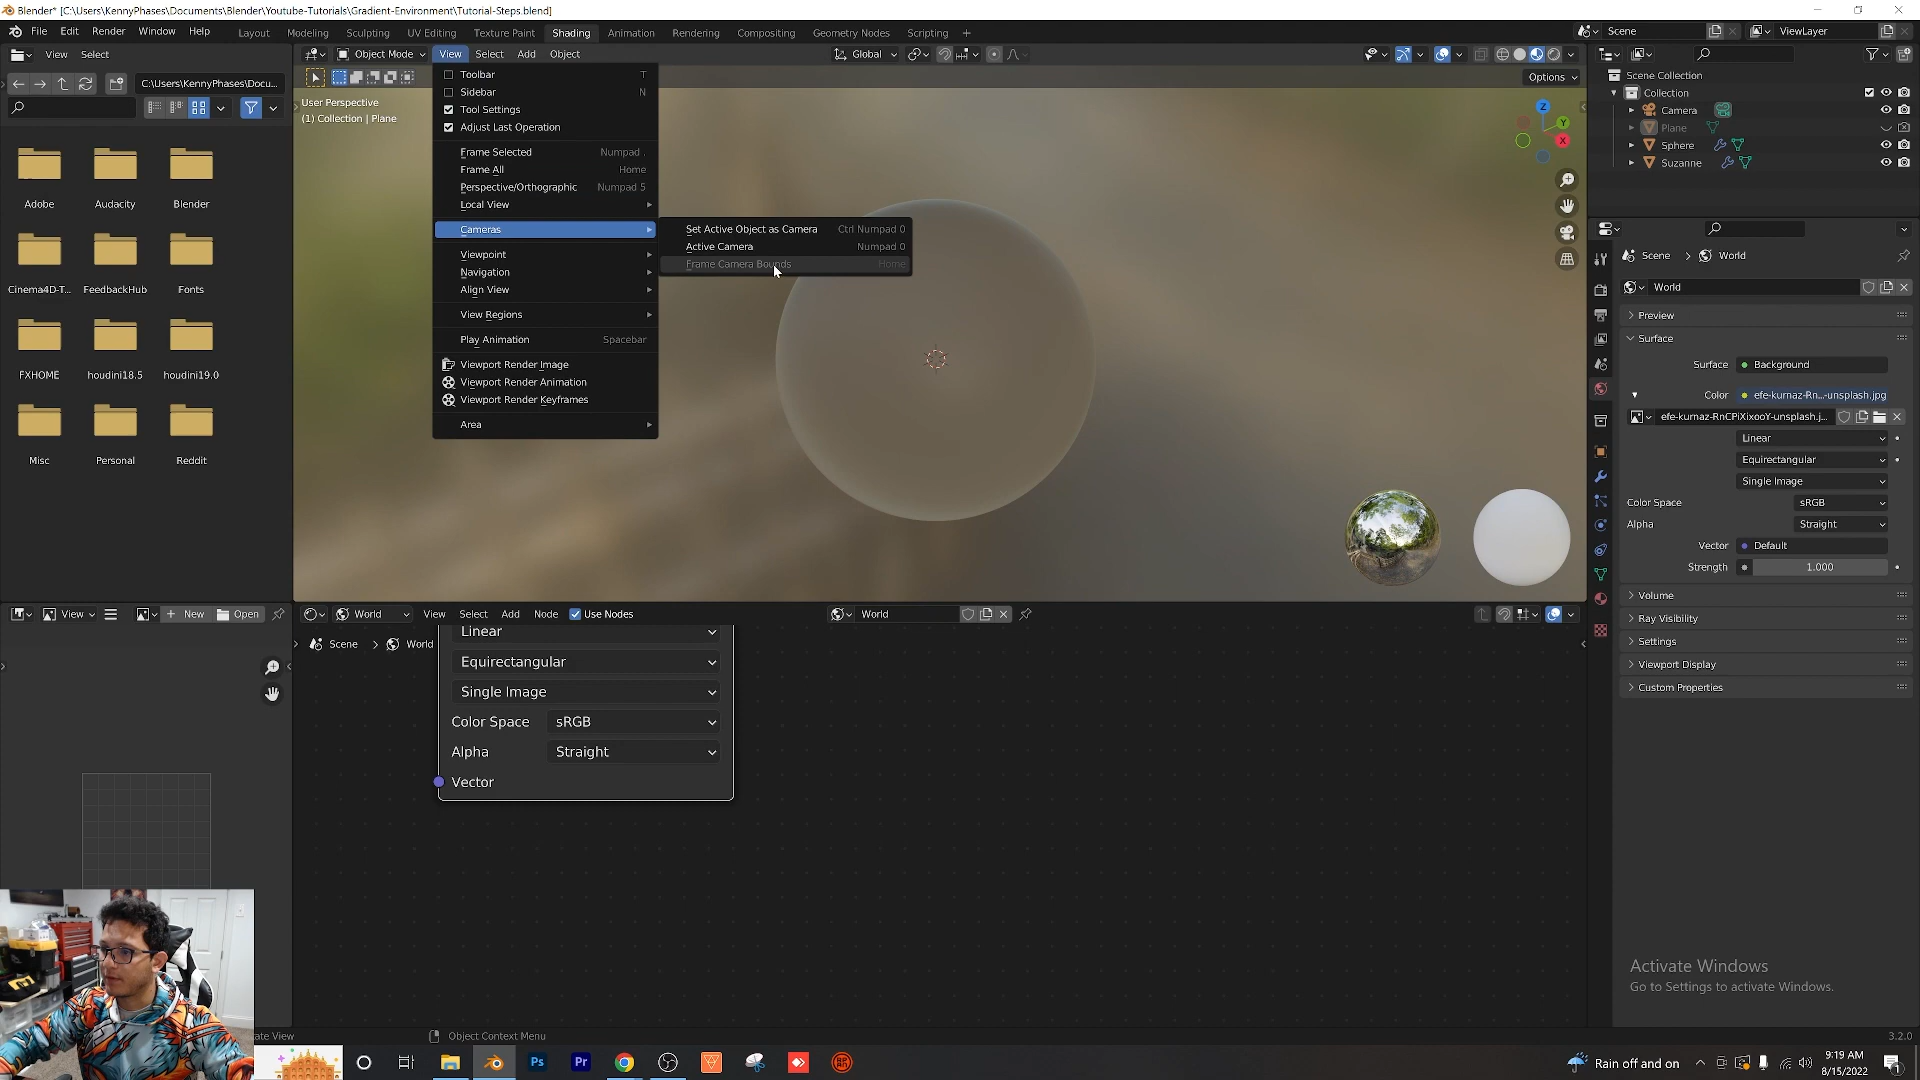 Blender* [C:\Users\KennyPhases\Documents\Blender\Youtube-Tutorials\Gradient-Environment\Tutorial-Steps.blend]
File Edit Render Window Help
Layout Modeling Sculpting UV Editing Texture Paint Shading Animation Rendering Compositing Geometry Nodes Scripting +
Scene
ViewLayer
View Select
Object Mode View Select Add Object
Global
Options
C:\Users\KennyPhases\Docu...
Adobe Audacity Blender
Cinema4D-T... FeedbackHub Fonts
FXHOME houdini18.5 houdini19.0
Misc Personal Reddit
User Perspective
(1) Collection | Plane
Toolbar T
Sidebar N
Tool Settings
Adjust Last Operation
Frame Selected Numpad .
Frame All Home
Perspective/Orthographic Numpad 5
Local View
Cameras
Viewpoint
Navigation
Align View
View Regions
Play Animation Spacebar
Viewport Render Image
Viewport Render Animation
Viewport Render Keyframes
Area
Set Active Object as Camera Ctrl Numpad 0
Active Camera Numpad 0
Frame Camera Bounds Home
Z
Y
X
Scene Collection
Collection
Camera
Plane
Sphere
Suzanne
Scene > World
World
Preview
Surface
Surface Background
Color efe-kurnaz-Rn...-unsplash.jpg
efe-kurnaz-RnCPiXixooY-unsplash.j...
Linear
Equirectangular
Single Image
Color Space sRGB
Alpha Straight
Vector Default
Strength 1.000
Volume
Ray Visibility
Settings
Viewport Display
Custom Properties
View New Open
World View Select Add Node Use Nodes
World
Scene > World
Linear
Equirectangular
Single Image
Color Space sRGB
Alpha Straight
Vector
Activate Windows
Go to Settings to activate Windows.
View
Object Context Menu
3.2.0
Ps
Pr
Rain off and on
9:19 AM
8/15/2022
1